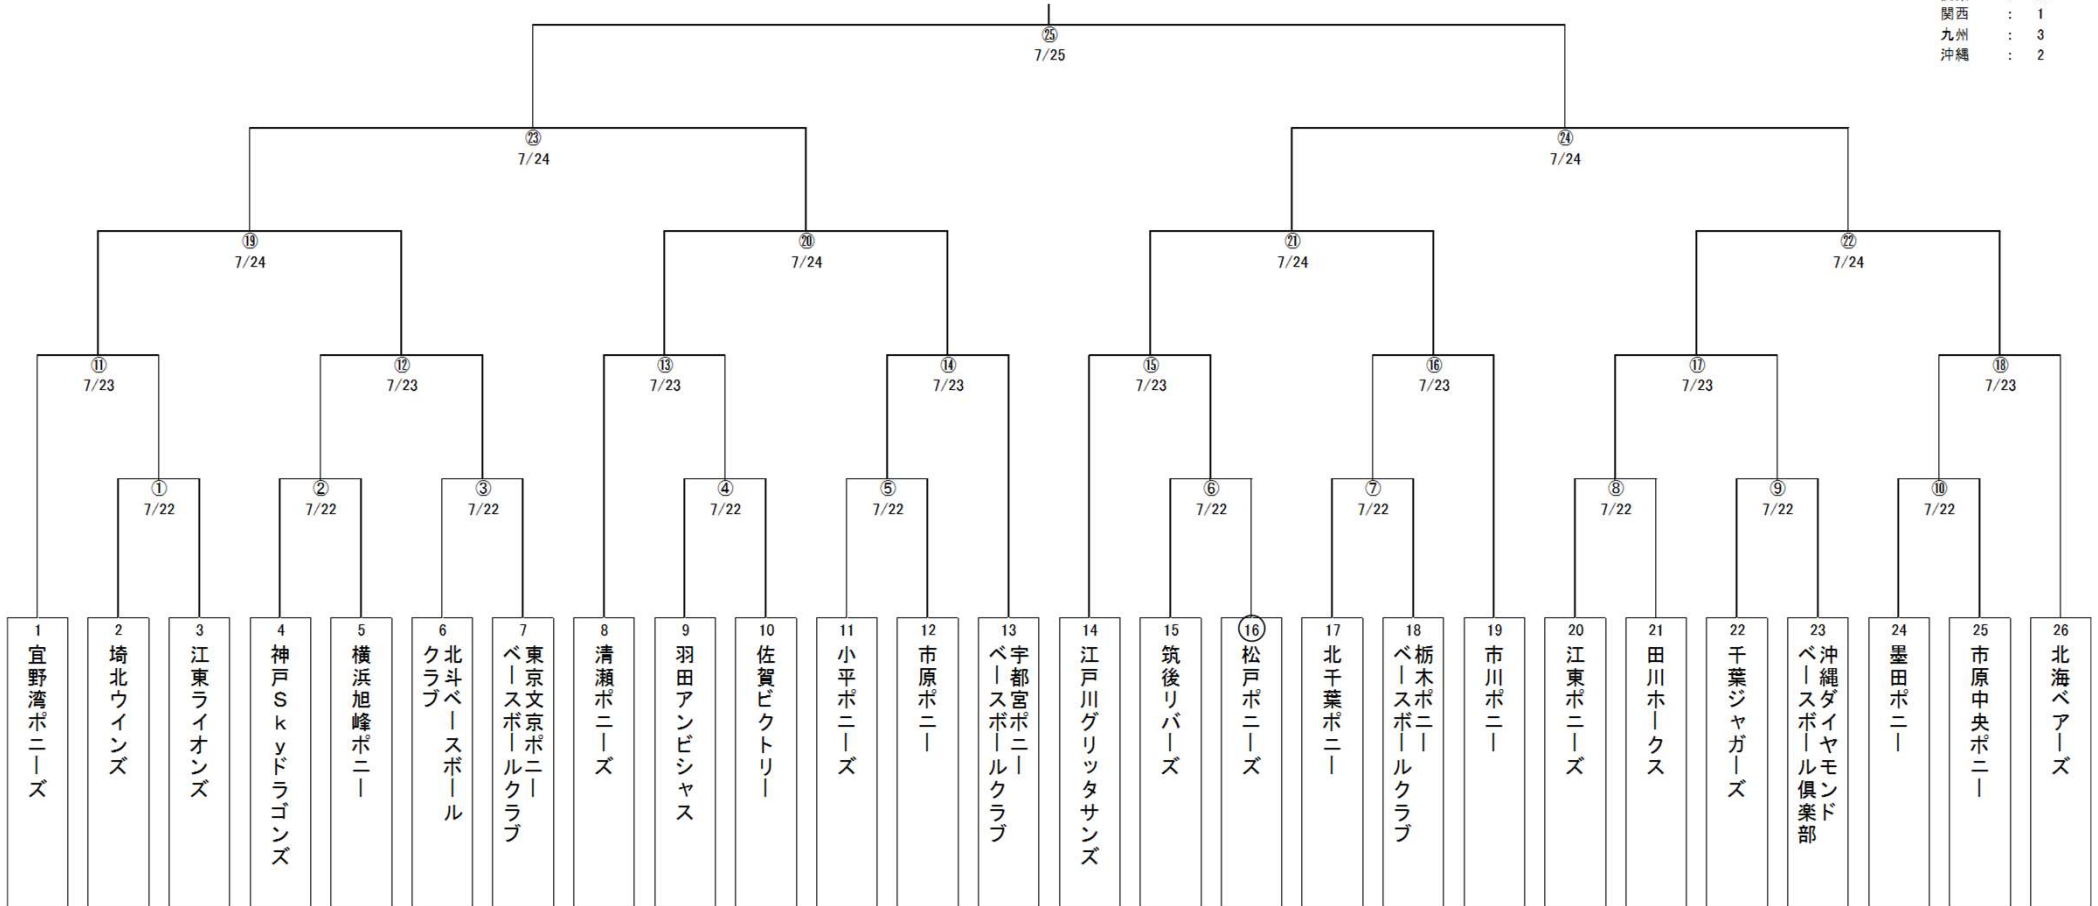 関西 : 1
九州 : 3
沖縄 : 2
㉕
7/25
㉓
7/24
㉔
7/24
⑲
7/24
⑳
7/24
㉑
7/24
㉒
7/24
⑪
7/23
⑫
7/23
⑬
7/23
⑭
7/23
⑮
7/23
⑯
7/23
⑰
7/23
⑱
7/23
①
7/22
②
7/22
③
7/22
④
7/22
⑤
7/22
⑥
7/22
⑦
7/22
⑧
7/22
⑨
7/22
⑩
7/22
1
宜野湾ポニーズ
2
埼北ウインズ
3
江東ライオンズ
4
神戸Skyドラゴンズ
5
横浜旭峰ポニー
6
北斗ベースボール
クラブ
7
東京文京ポニー
ベースボールクラブ
8
清瀬ポニーズ
9
羽田アンビシャス
10
佐賀ビクトリー
11
小平ポニーズ
12
市原ポニー
13
宇都宮ポニー
ベースボールクラブ
14
江戸川グリッタサンズ
15
筑後リバーズ
16
松戸ポニーズ
17
北千葉ポニー
18
栃木ポニー
ベースボールクラブ
19
市川ポニー
20
江東ポニーズ
21
田川ホークス
22
千葉ジャガーズ
23
沖縄ダイヤモンド
ベースボール倶楽部
24
墨田ポニー
25
市原中央ポニー
26
北海ベアーズ